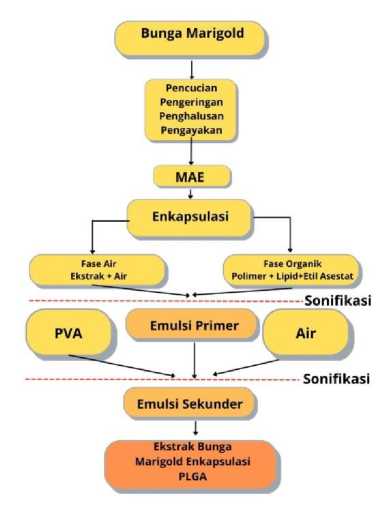 Bunga Marigold
Pencucian
Pengeringan
Penghalusan
Pengayakan
MAE
Enkapsulasi
Fase Air
Ekstrak + Air
Fase Organik
Polimer + Lipid+Etil Asestat
Sonifikasi
PVA
Emulsi Primer
Air
Sonifikasi
Emulsi Sekunder
Ekstrak Bunga
Marigold Enkapsulasi
PLGA